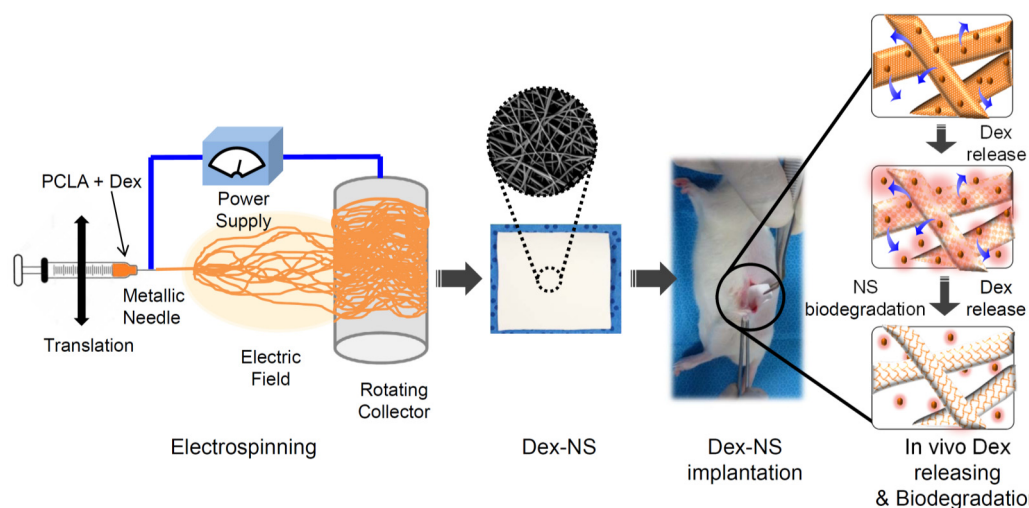 PCLA + Dex
Power
Supply
Metallic
Needle
Translation
Electric
Field
Rotating
Collector
Electrospinning
Dex-NS
Dex-NS
implantation
Dex
release
NS
biodegradation
Dex
release
In vivo Dex
releasing
& Biodegradation